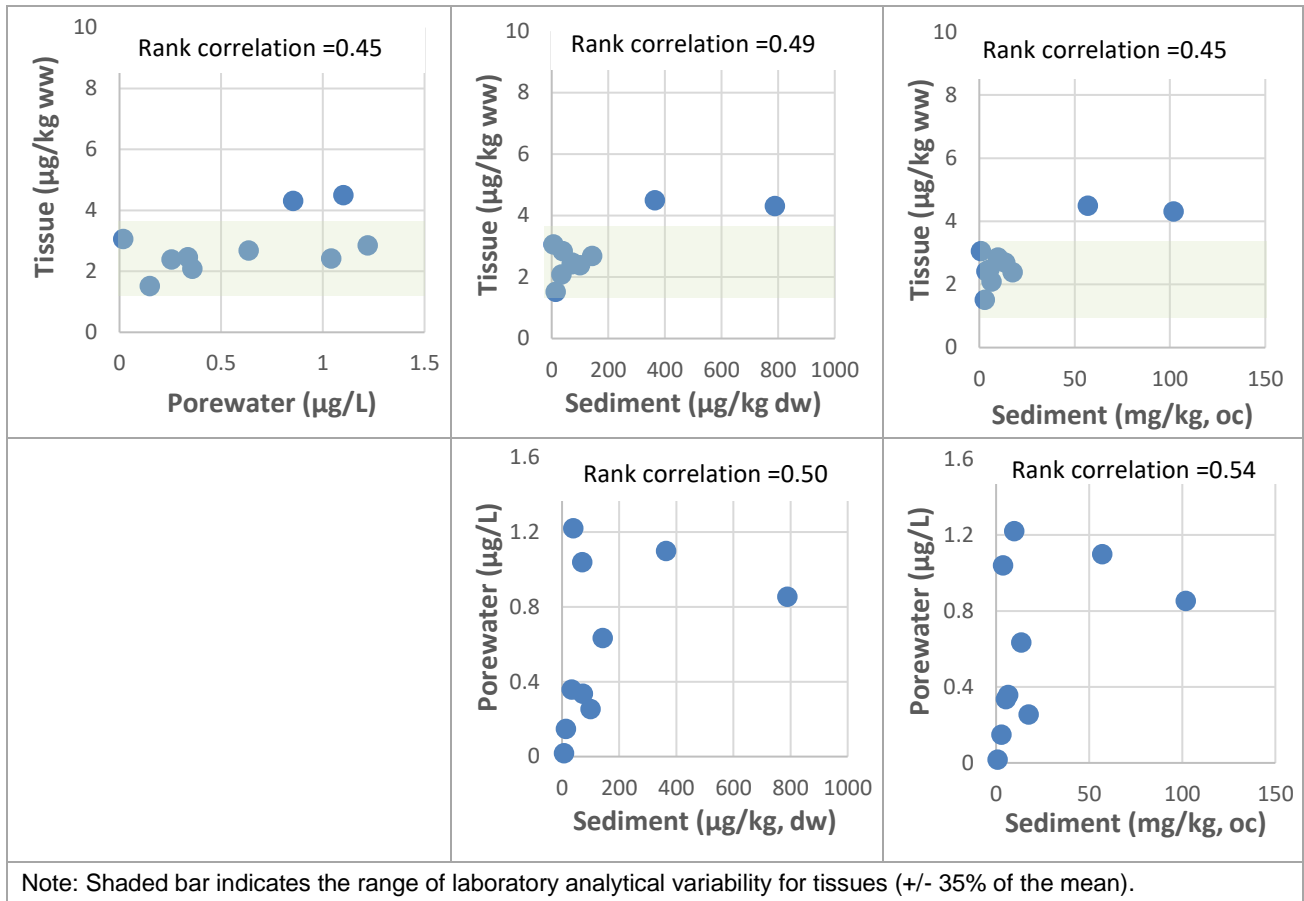 10
Rank correlation =0.45
8
6
4
2
0
Tissue (µg/kg ww)
0 0.5 1 1.5
Porewater (µg/L)
10
Rank correlation =0.49
8
6
4
2
0
Tissue (µg/kg ww)
0 200 400 600 800 1000
Sediment (µg/kg dw)
10
Rank correlation =0.45
8
6
4
2
0
Tissue (µg/kg ww)
0 50 100 150
Sediment (mg/kg, oc)
1.6
Rank correlation =0.50
1.2
0.8
0.4
0
Porewater (µg/L)
0 200 400 600 800 1000
Sediment (µg/kg, dw)
1.6
Rank correlation =0.54
1.2
0.8
0.4
0
Porewater (µg/L)
0 50 100 150
Sediment (mg/kg, oc)
Note: Shaded bar indicates the range of laboratory analytical variability for tissues (+/- 35% of the mean).